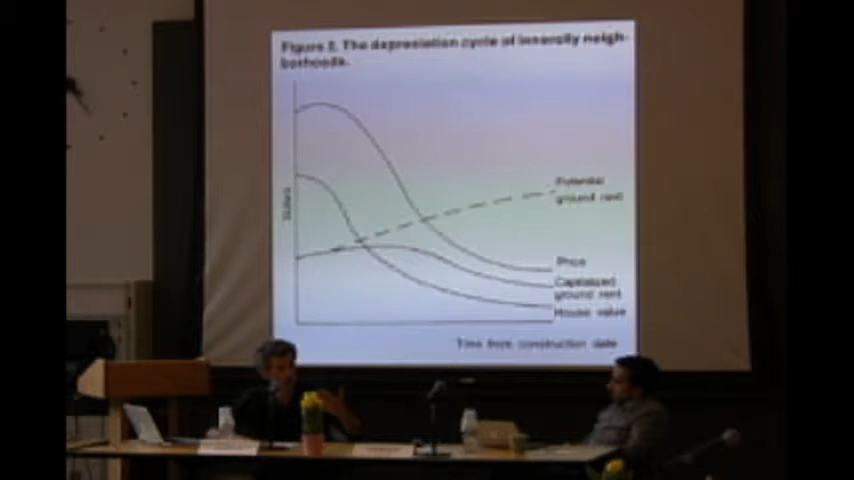 Figure 2. The depreciation cycle of innercity neigh-
borhoods.
Potential
ground rent
Price
Capitalized
ground rent
House value
Time from construction date